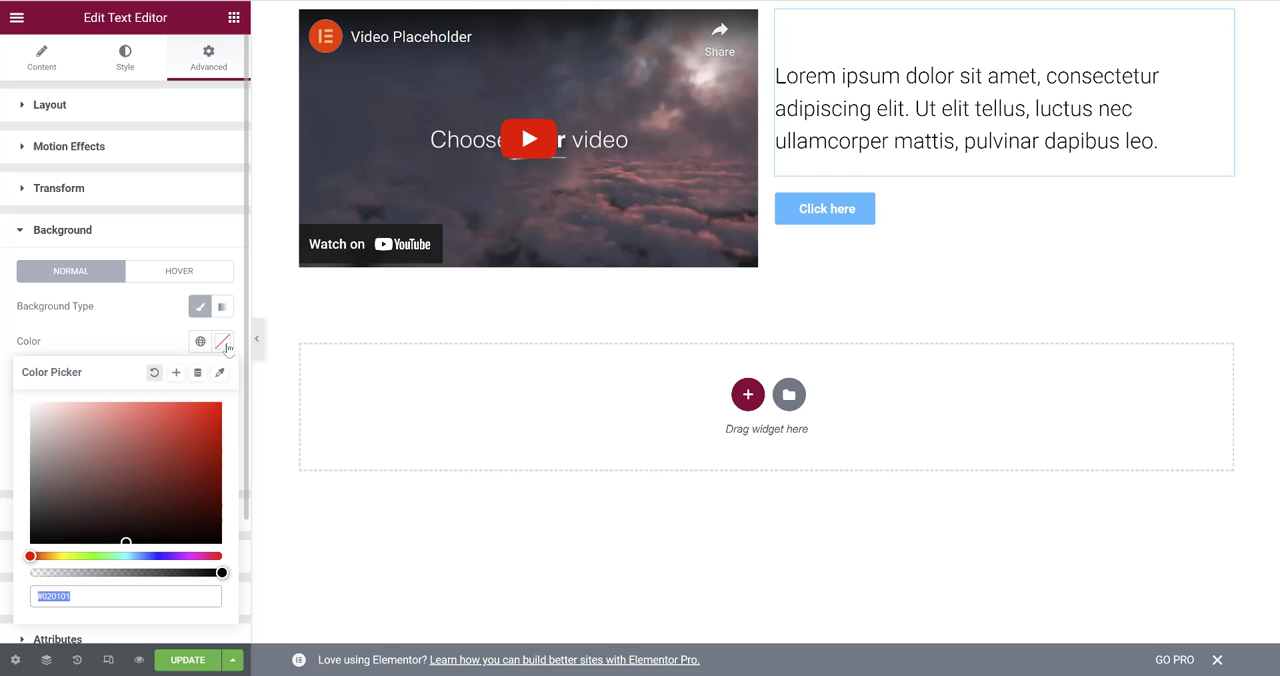 Edit Text Editor
Content
Style
Advanced
Layout
Motion Effects
Transform
Background
NORMAL
HOVER
Background Type
Color
Color Picker
#020101
Attributes
UPDATE
Video Placeholder
Share
Choose video
Watch on YouTube
Lorem ipsum dolor sit amet, consectetur
adipiscing elit. Ut elit tellus, luctus nec
ullamcorper mattis, pulvinar dapibus leo.
Click here
Drag widget here
Love using Elementor? Learn how you can build better sites with Elementor Pro.
GO PRO